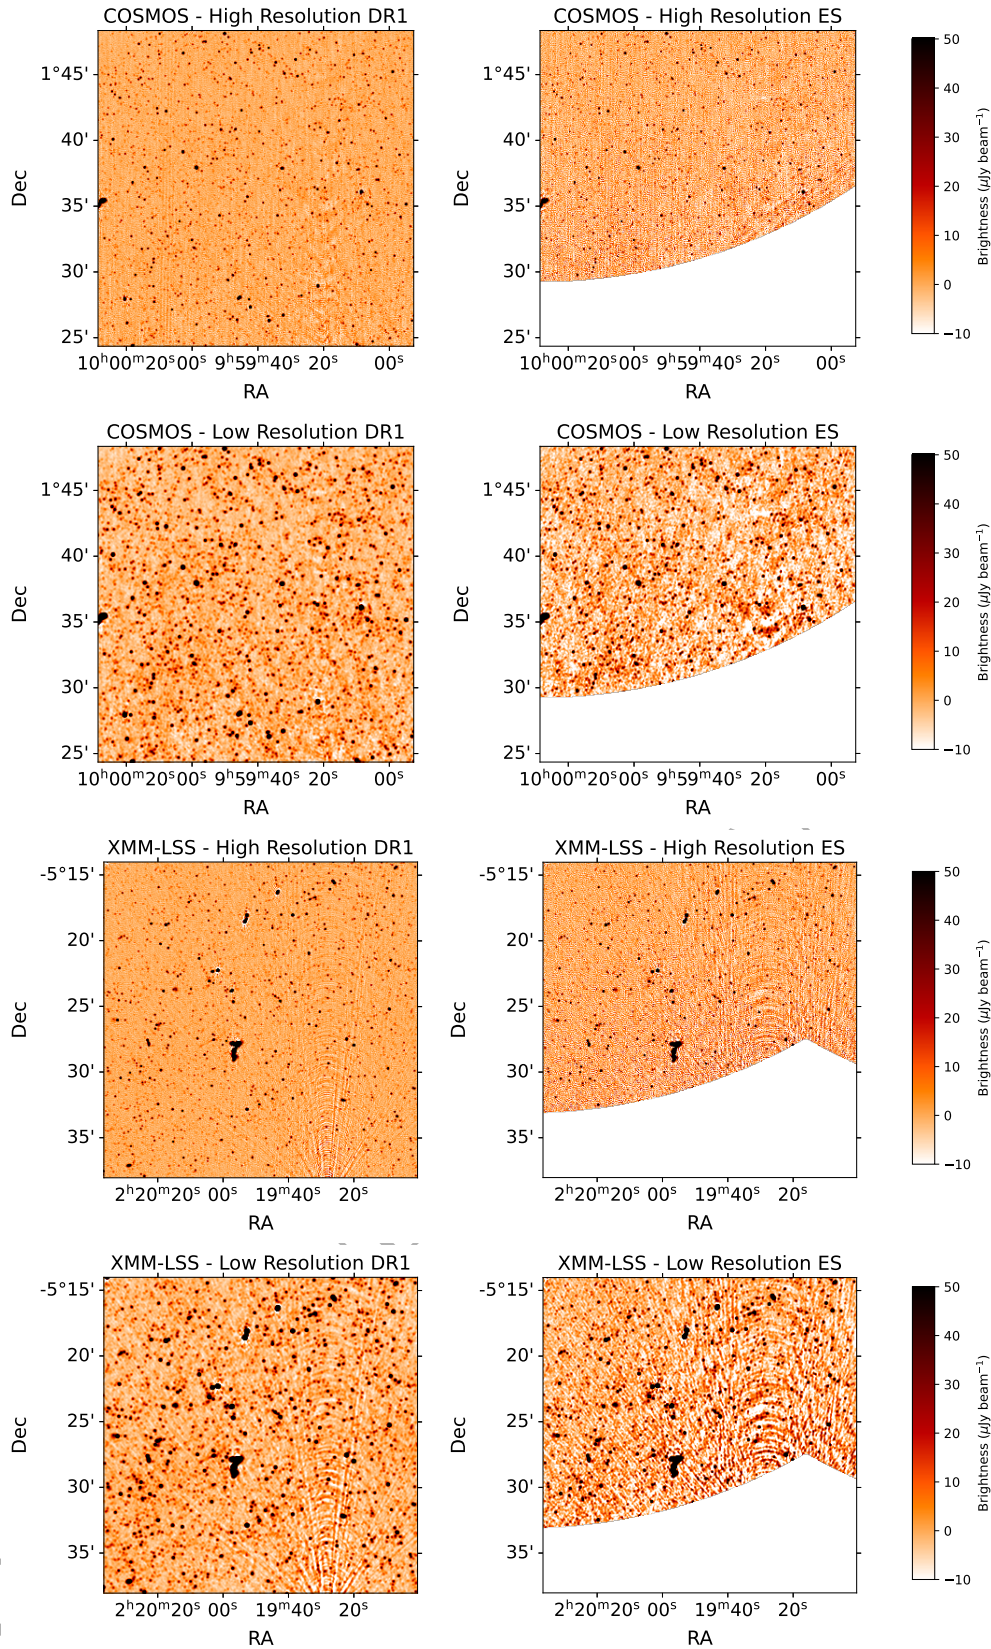 COSMOS - High Resolution DR1
COSMOS - High Resolution ES
1°45'
40'
35'
30'
25'
Dec
10ʰ00ᵐ20ˢ 00ˢ 9ʰ59ᵐ40ˢ 20ˢ 00ˢ
RA
1°45'
40'
35'
30'
25'
Dec
10ʰ00ᵐ20ˢ 00ˢ 9ʰ59ᵐ40ˢ 20ˢ 00ˢ
RA
50
40
30
20
10
0
−10
Brightness (μJy beam⁻¹)
COSMOS - Low Resolution DR1
COSMOS - Low Resolution ES
1°45'
40'
35'
30'
25'
Dec
10ʰ00ᵐ20ˢ 00ˢ 9ʰ59ᵐ40ˢ 20ˢ 00ˢ
RA
1°45'
40'
35'
30'
25'
Dec
10ʰ00ᵐ20ˢ 00ˢ 9ʰ59ᵐ40ˢ 20ˢ 00ˢ
RA
50
40
30
20
10
0
−10
Brightness (μJy beam⁻¹)
XMM-LSS - High Resolution DR1
XMM-LSS - High Resolution ES
-5°15'
20'
25'
30'
35'
Dec
2ʰ20ᵐ20ˢ 00ˢ 19ᵐ40ˢ 20ˢ
RA
-5°15'
20'
25'
30'
35'
Dec
2ʰ20ᵐ20ˢ 00ˢ 19ᵐ40ˢ 20ˢ
RA
50
40
30
20
10
0
−10
Brightness (μJy beam⁻¹)
XMM-LSS - Low Resolution DR1
XMM-LSS - Low Resolution ES
-5°15'
20'
25'
30'
35'
Dec
2ʰ20ᵐ20ˢ 00ˢ 19ᵐ40ˢ 20ˢ
RA
-5°15'
20'
25'
30'
35'
Dec
2ʰ20ᵐ20ˢ 00ˢ 19ᵐ40ˢ 20ˢ
RA
50
40
30
20
10
0
−10
Brightness (μJy beam⁻¹)